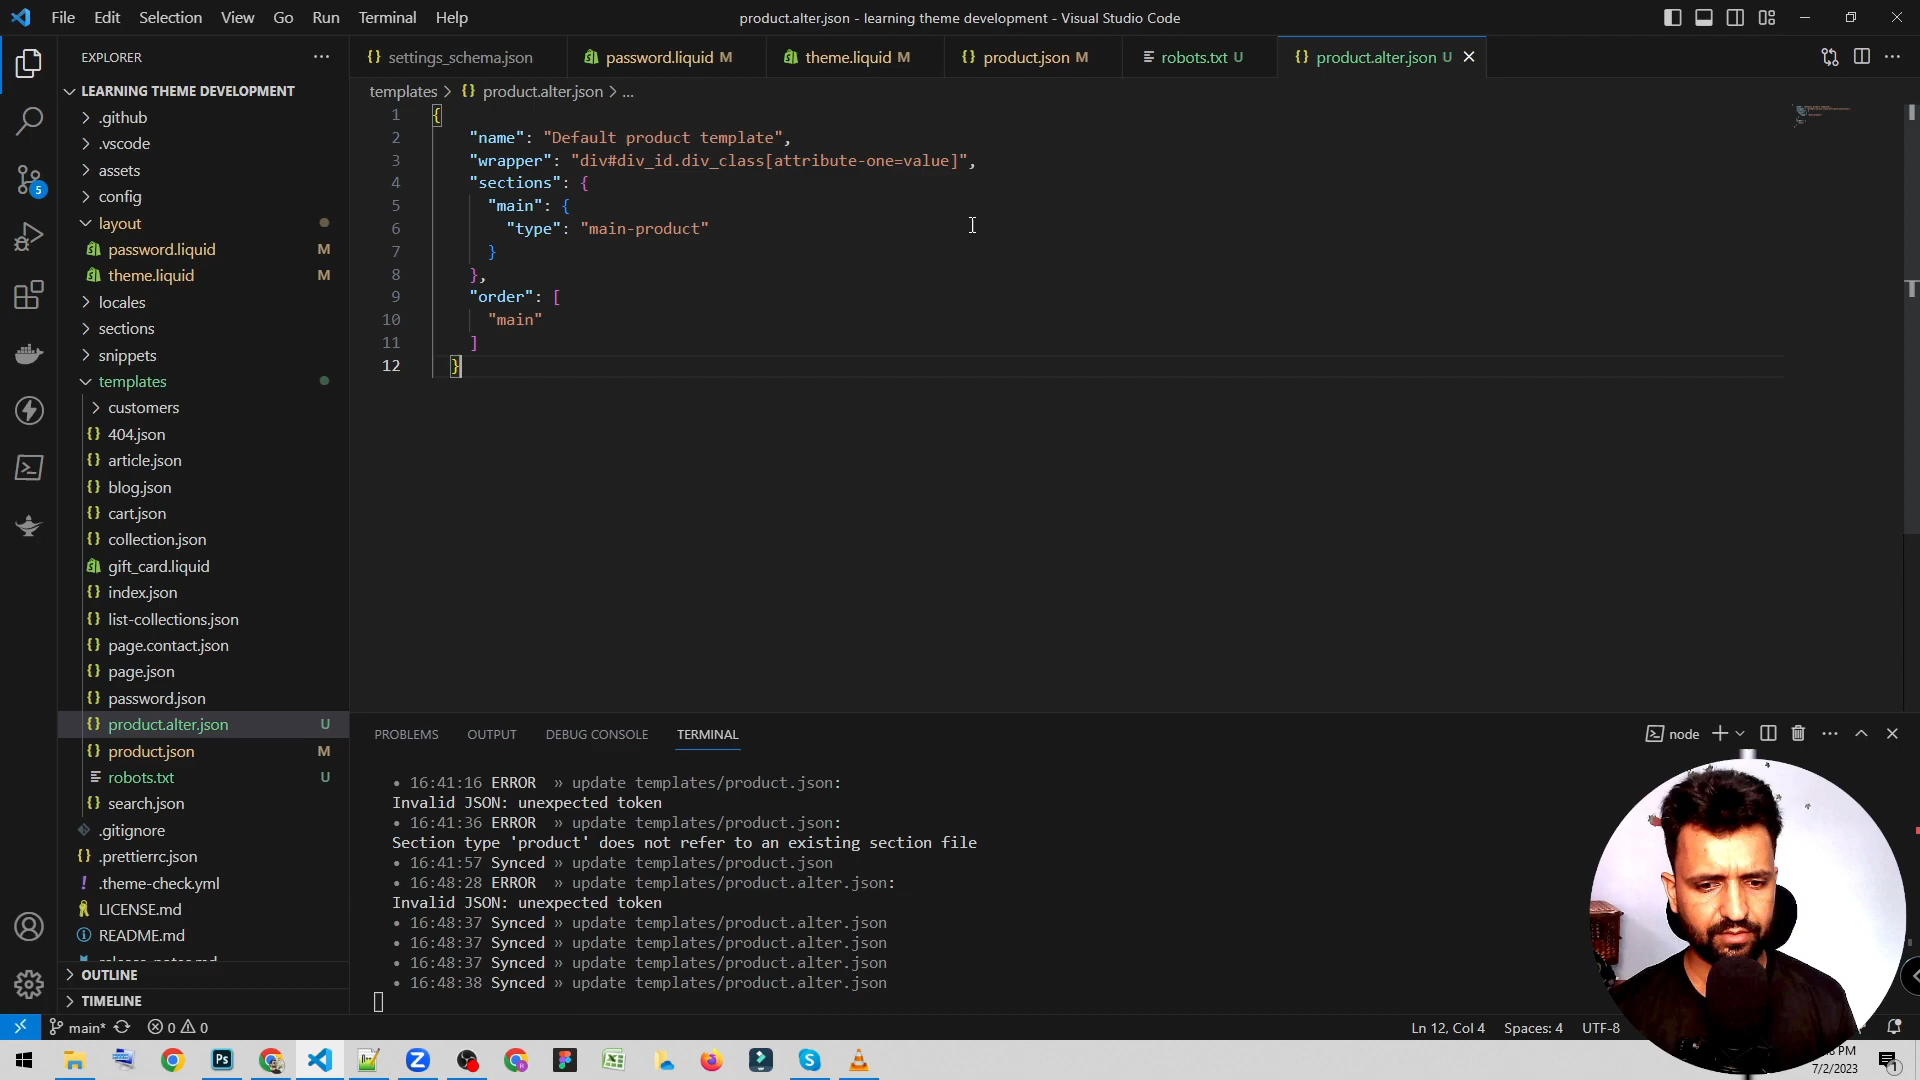 File Edit Selection View Go Run Terminal Help
product.alter.json - learning theme development - Visual Studio Code
EXPLORER
settings_schema.json
password.liquid M
theme.liquid M
product.json M
robots.txt U
product.alter.json U
LEARNING THEME DEVELOPMENT
templates > {} product.alter.json > ...
.github
.vscode
assets
config
layout
password.liquid M
theme.liquid M
locales
sections
snippets
templates
customers
404.json
article.json
blog.json
cart.json
collection.json
gift_card.liquid
index.json
list-collections.json
page.contact.json
page.json
password.json
product.alter.json U
product.json M
robots.txt U
search.json
.gitignore
.prettierrc.json
.theme-check.yml
LICENSE.md
README.md
OUTLINE
TIMELINE
1 {
2 "name": "Default product template",
3 "wrapper": "div#div_id.div_class[attribute-one=value]",
4 "sections": {
5 "main": {
6 "type": "main-product"
7 }
8 },
9 "order": [
10 "main"
11 ]
12 }
PROBLEMS OUTPUT DEBUG CONSOLE TERMINAL
node
• 16:41:16 ERROR » update templates/product.json:
Invalid JSON: unexpected token
• 16:41:36 ERROR » update templates/product.json:
Section type 'product' does not refer to an existing section file
• 16:41:57 Synced » update templates/product.json
• 16:48:28 ERROR » update templates/product.alter.json:
Invalid JSON: unexpected token
• 16:48:37 Synced » update templates/product.alter.json
• 16:48:37 Synced » update templates/product.alter.json
• 16:48:37 Synced » update templates/product.alter.json
• 16:48:38 Synced » update templates/product.alter.json
5
main* 0 0
Ln 12, Col 4 Spaces: 4 UTF-8
Ps
PM
7/2/2023
1